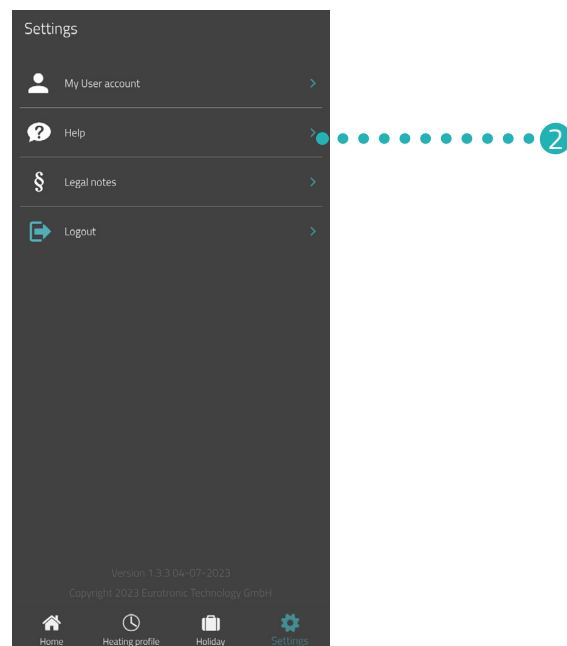 Settings
My User account
? Help
2
§ Legal notes
Logout
Version 1.3.3 04-07-2023
Copyright 2023 Eurotronic Technology GmbH
Home Heating profile Holiday Settings